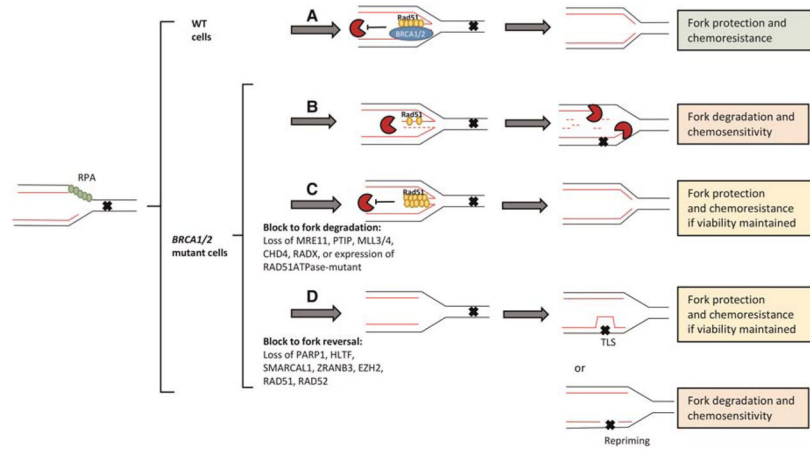 WT
cells
A
Rad51
BRCA1/2
Fork protection and
chemoresistance
B
Rad51
Fork degradation and
chemosensitivity
RPA
BRCA1/2
mutant cells
C
Rad51
Fork protection
and chemoresistance
if viability maintained
Block to fork degradation:
Loss of MRE11, PTIP, MLL3/4,
CHD4, RADX, or expression of
RAD51ATPase-mutant
D
TLS
Fork protection
and chemoresistance
if viability maintained
Block to fork reversal:
Loss of PARP1, HLTF,
SMARCAL1, ZRANB3, EZH2,
RAD51, RAD52
or
Repriming
Fork degradation and
chemosensitivity